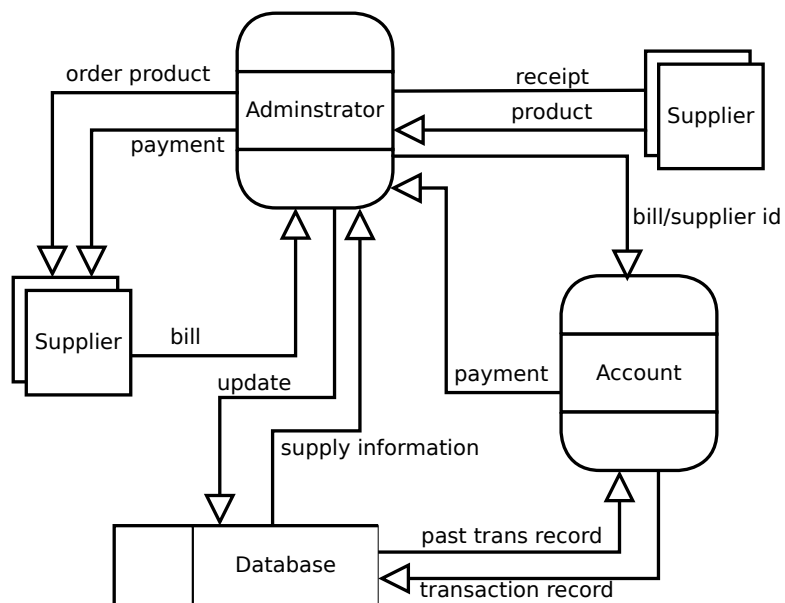 order product
receipt
Adminstrator
product
Supplier
payment
bill/supplier id
bill
Supplier
update
payment
Account
supply information
past trans record
Database
transaction record